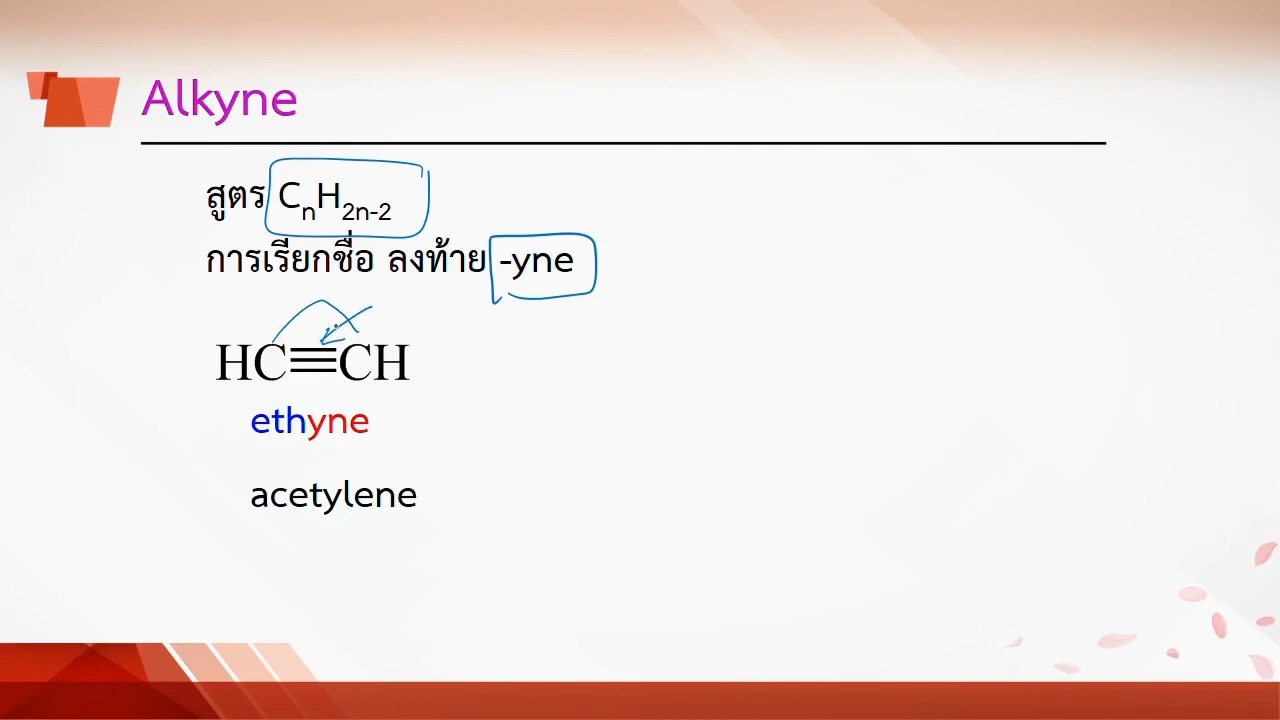 Alkyne
สูตร CnH2n-2
การเรียกชื่อ ลงท้าย -yne
HC≡CH
ethyne
acetylene